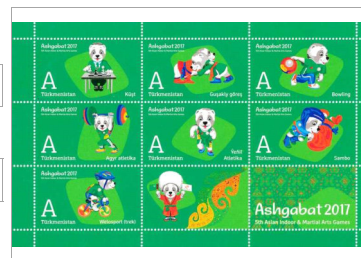 Ashgabat 2017
A
Türkmenistan
Küşt
Ashgabat 2017
A
Türkmenistan
Guşakly göreş
Ashgabat 2017
A
Türkmenistan
Bowling
Ashgabat 2017
A
Türkmenistan
Agyr atletika
Ashgabat 2017
A
Türkmenistan
Ýeňil
Atletika
Ashgabat 2017
A
Türkmenistan
Sambo
Ashgabat 2017
A
Türkmenistan
Welosport (trek)
Ashgabat 2017
5th Asian Indoor & Martial Arts Games